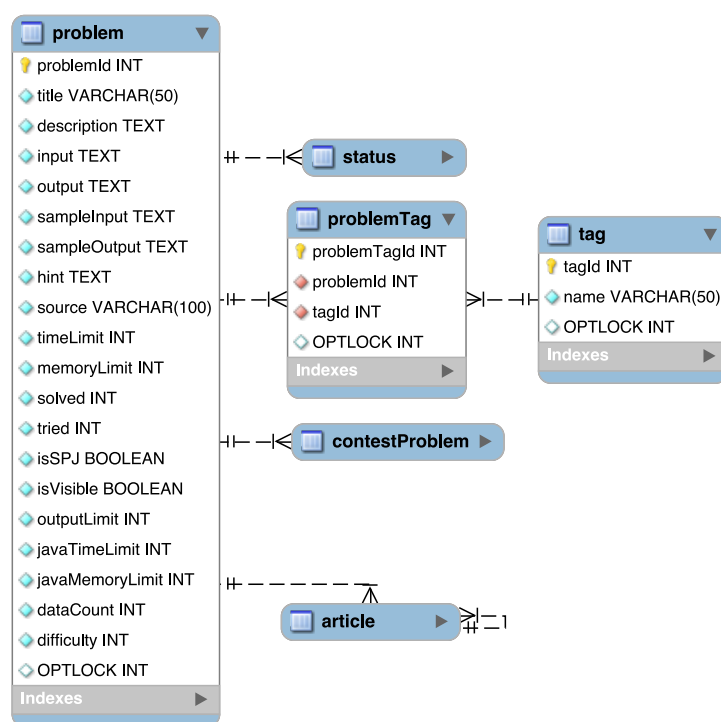 problem
problemId INT
title VARCHAR(50)
description TEXT
input TEXT
output TEXT
sampleInput TEXT
sampleOutput TEXT
hint TEXT
source VARCHAR(100)
timeLimit INT
memoryLimit INT
solved INT
tried INT
isSPJ BOOLEAN
isVisible BOOLEAN
outputLimit INT
javaTimeLimit INT
javaMemoryLimit INT
dataCount INT
difficulty INT
OPTLOCK INT
Indexes
status
problemTag
problemTagId INT
problemId INT
tagId INT
OPTLOCK INT
Indexes
tag
tagId INT
name VARCHAR(50)
OPTLOCK INT
Indexes
contestProblem
article